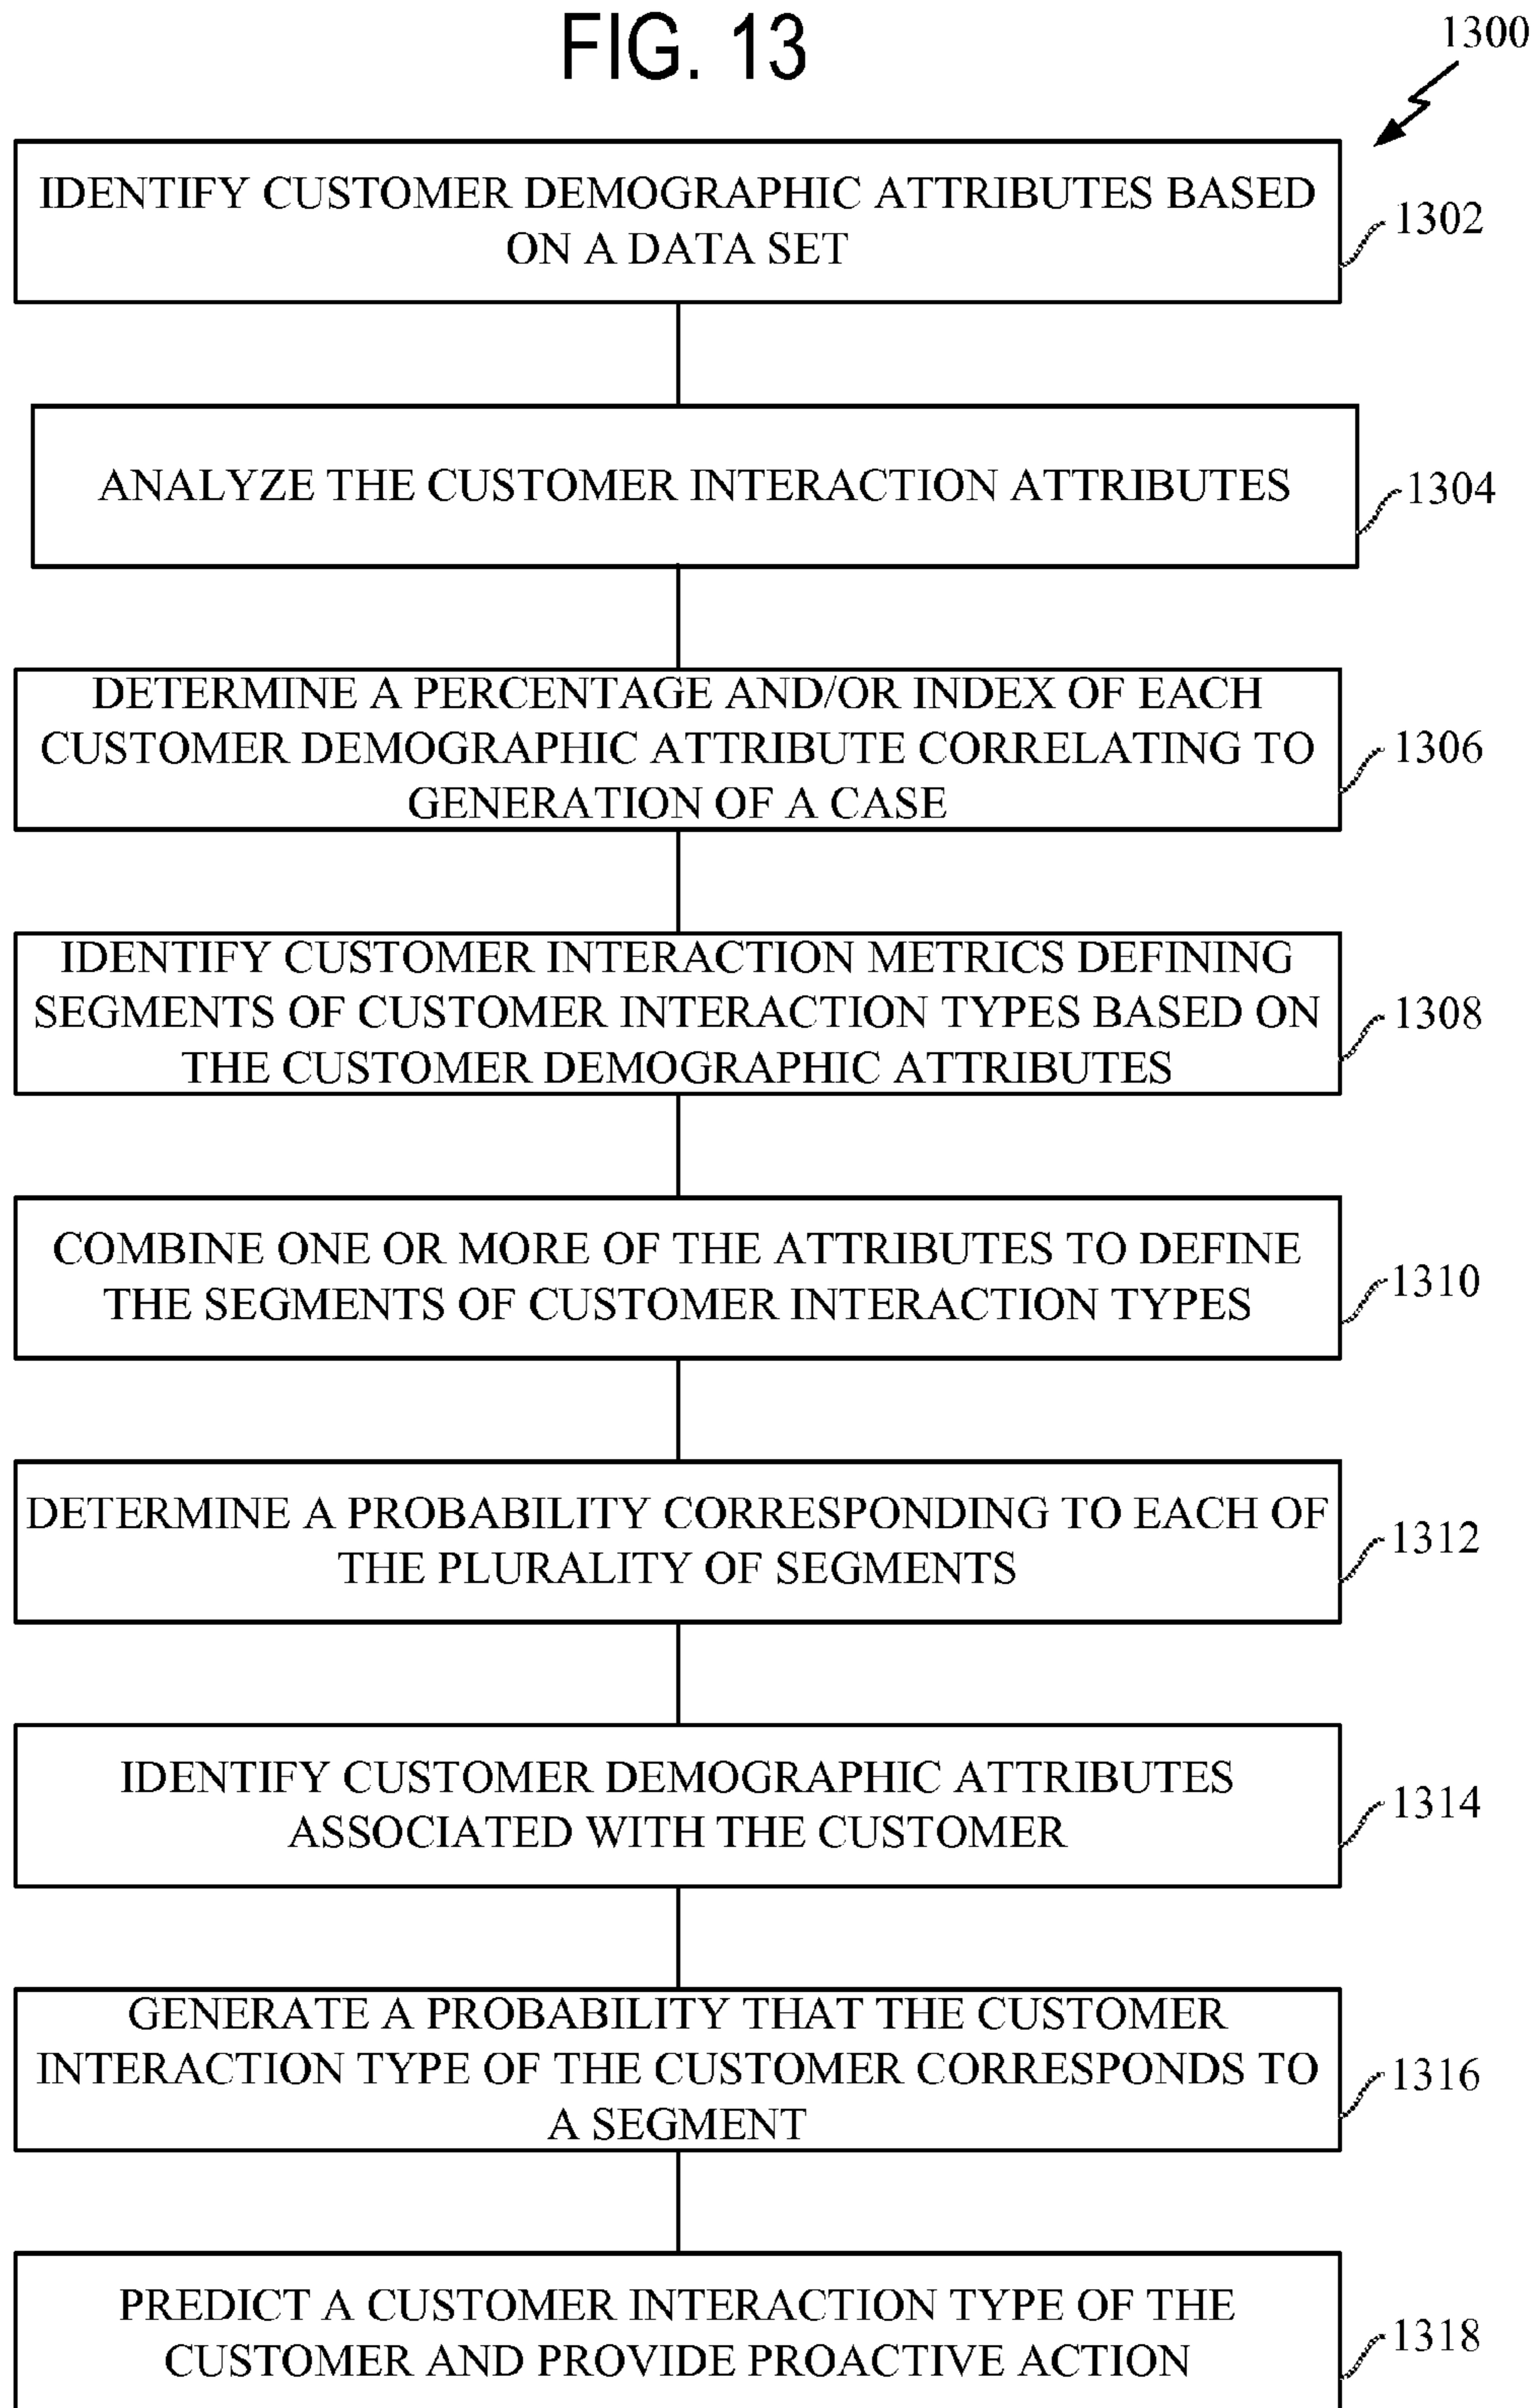 FIG. 13
1300
IDENTIFY CUSTOMER DEMOGRAPHIC ATTRIBUTES BASED
ON A DATA SET
1302
ANALYZE THE CUSTOMER INTERACTION ATTRIBUTES
1304
DETERMINE A PERCENTAGE AND/OR INDEX OF EACH
CUSTOMER DEMOGRAPHIC ATTRIBUTE CORRELATING TO
GENERATION OF A CASE
1306
IDENTIFY CUSTOMER INTERACTION METRICS DEFINING
SEGMENTS OF CUSTOMER INTERACTION TYPES BASED ON
THE CUSTOMER DEMOGRAPHIC ATTRIBUTES
1308
COMBINE ONE OR MORE OF THE ATTRIBUTES TO DEFINE
THE SEGMENTS OF CUSTOMER INTERACTION TYPES
1310
DETERMINE A PROBABILITY CORRESPONDING TO EACH OF
THE PLURALITY OF SEGMENTS
1312
IDENTIFY CUSTOMER DEMOGRAPHIC ATTRIBUTES
ASSOCIATED WITH THE CUSTOMER
1314
GENERATE A PROBABILITY THAT THE CUSTOMER
INTERACTION TYPE OF THE CUSTOMER CORRESPONDS TO
A SEGMENT
1316
PREDICT A CUSTOMER INTERACTION TYPE OF THE
CUSTOMER AND PROVIDE PROACTIVE ACTION
1318